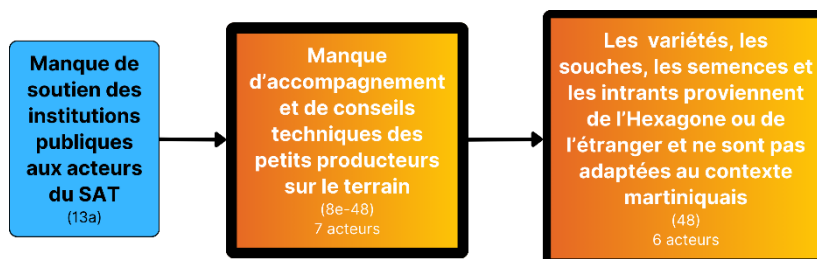 Manque de
soutien des
institutions
publiques
aux acteurs
du SAT
(13a)
Manque
d'accompagnement
et de conseils
techniques des
petits producteurs
sur le terrain
(8e-48)
7 acteurs
Les variétés, les
souches, les semences et
les intrants proviennent
de l'Hexagone ou de
l'étranger et ne sont pas
adaptées au contexte
martiniquais
(48)
6 acteurs